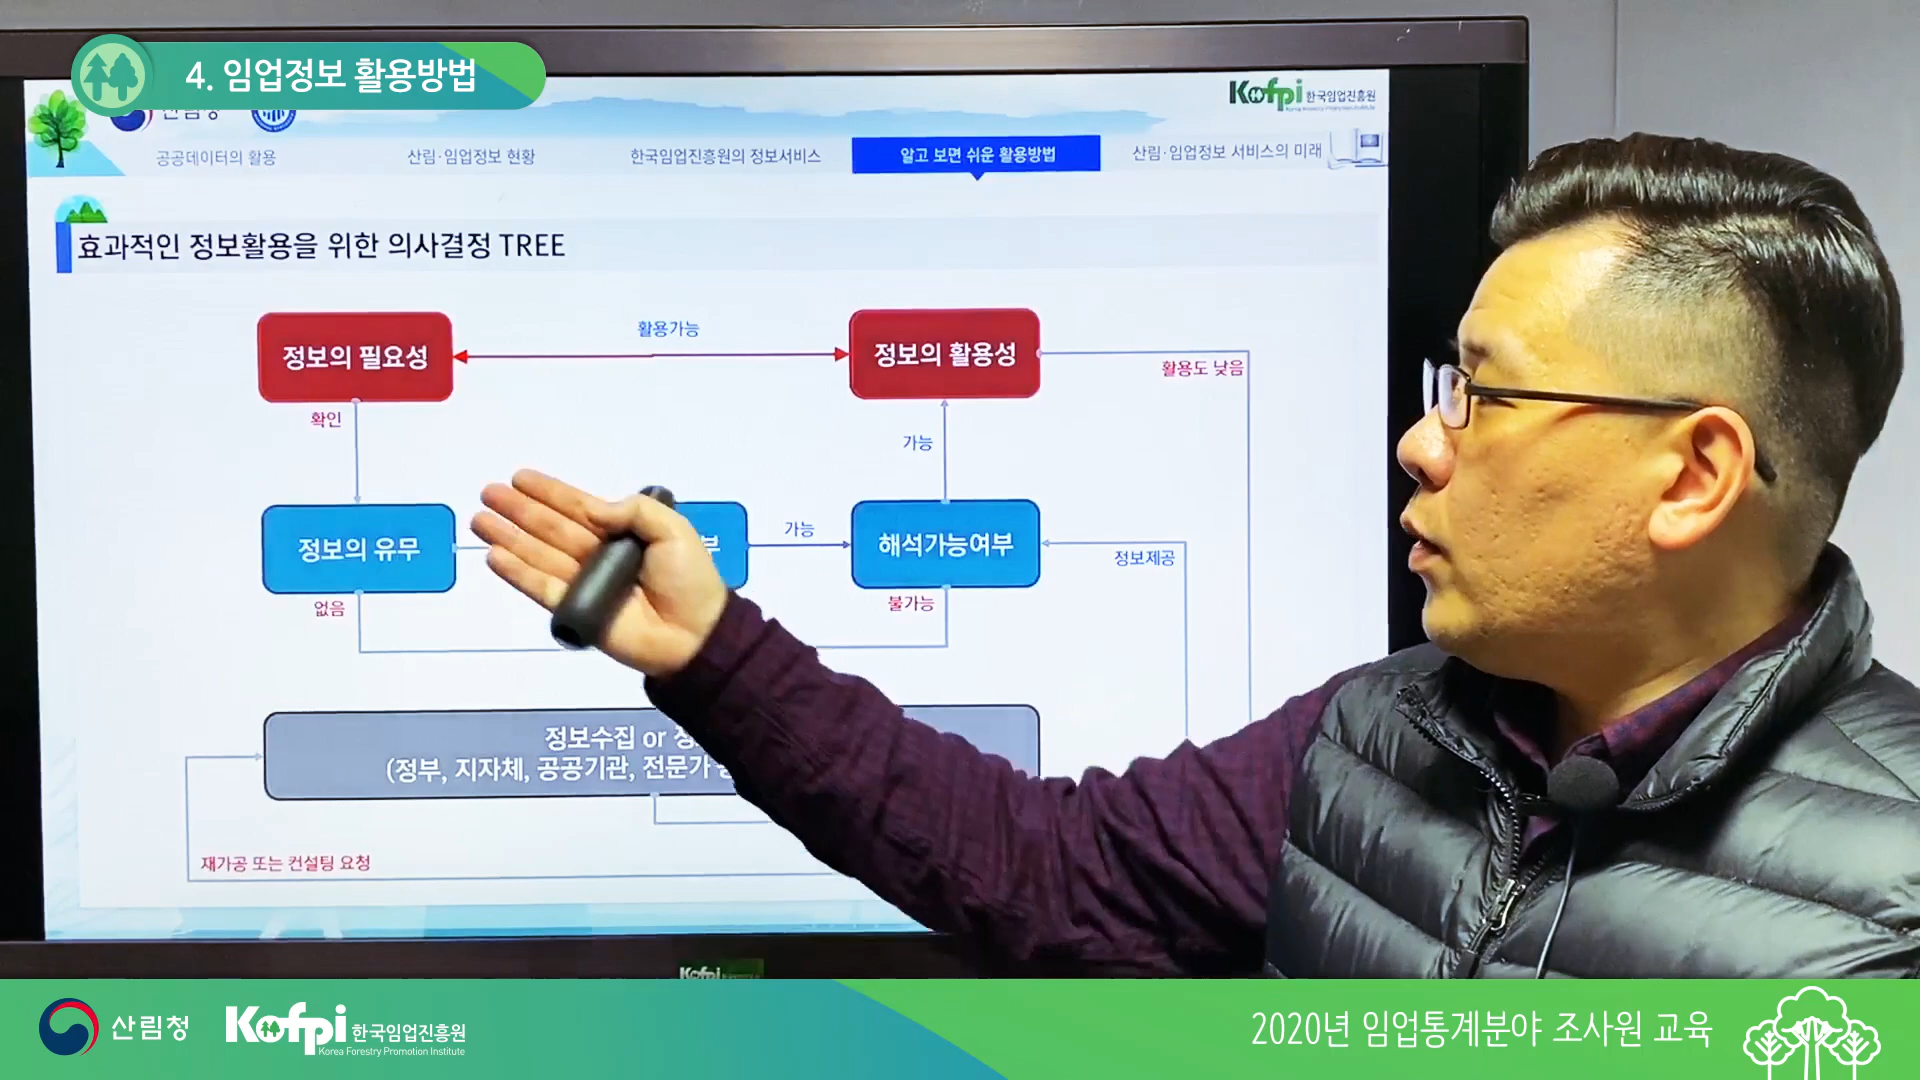 4. 임업정보 활용방법
산림청
Kofpi 한국임업진흥원
Korea Forestry Promotion Institute
공공데이터의 활용
산림·임업정보 현황
한국임업진흥원의 정보서비스
알고 보면 쉬운 활용방법
산림·임업정보 서비스의 미래
효과적인 정보활용을 위한 의사결정 TREE
정보의 필요성
활용가능
정보의 활용성
활용도 낮음
확인
가능
정보의 유무
부
가능
해석가능여부
정보제공
없음
불가능
정보수집 or
(정부, 지자체, 공공기관, 전문가
재가공 또는 컨설팅 요청
Kofpi
산림청
Kofpi 한국임업진흥원
Korea Forestry Promotion Institute
2020년 임업통계분야 조사원 교육